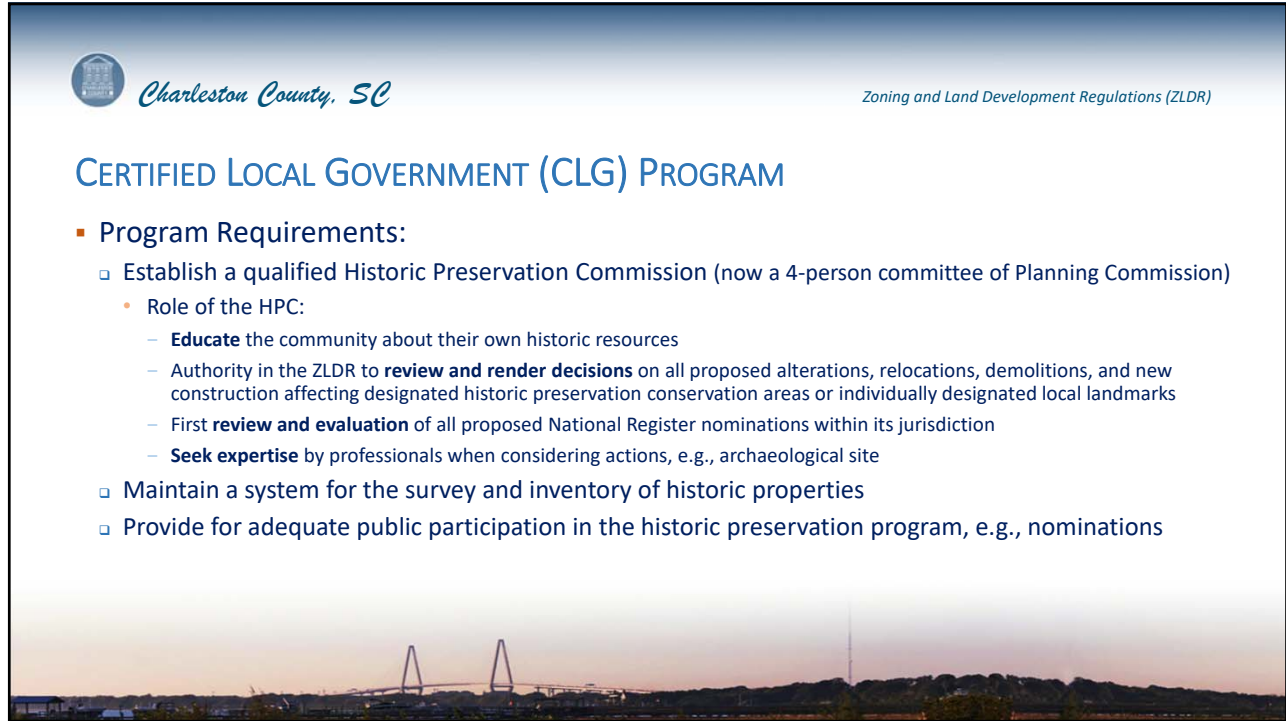 Charleston County, SC
Zoning and Land Development Regulations (ZLDR)
CERTIFIED LOCAL GOVERNMENT (CLG) PROGRAM
▪ Program Requirements:
❑ Establish a qualified Historic Preservation Commission (now a 4-person committee of Planning Commission)
• Role of the HPC:
– Educate the community about their own historic resources
– Authority in the ZLDR to review and render decisions on all proposed alterations, relocations, demolitions, and new
construction affecting designated historic preservation conservation areas or individually designated local landmarks
– First review and evaluation of all proposed National Register nominations within its jurisdiction
– Seek expertise by professionals when considering actions, e.g., archaeological site
❑ Maintain a system for the survey and inventory of historic properties
❑ Provide for adequate public participation in the historic preservation program, e.g., nominations